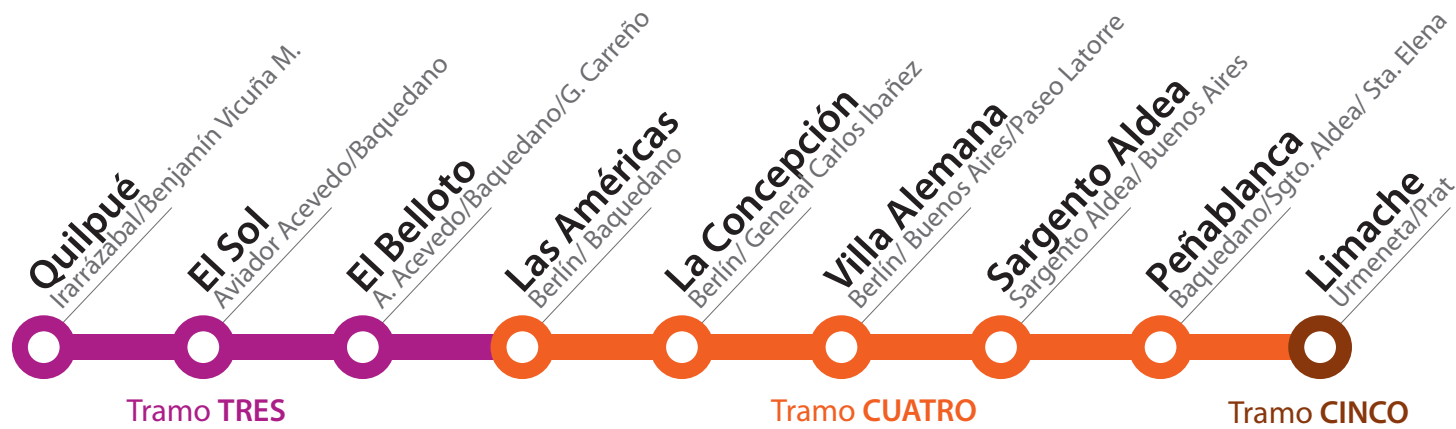 Quilpué
Irarrázabal/Benjamín Vicuña M.
El Sol
Aviador Acevedo/Baquedano
El Belloto
A. Acevedo/Baquedano/G. Carreño
Las Américas
Berlín/ Baquedano
La Concepción
Berlín/ General Carlos Ibañez
Villa Alemana
Berlín/ Buenos Aires/Paseo Latorre
Sargento Aldea
Sargento Aldea/ Buenos Aires
Peñablanca
Baquedano/Sgto. Aldea/ Sta. Elena
Limache
Urmeneta/Prat
Tramo TRES
Tramo CUATRO
Tramo CINCO